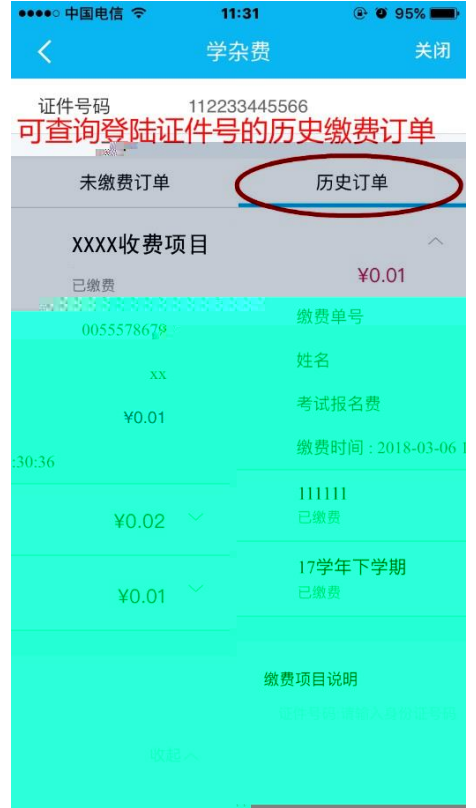 中国电信 11:31 95%
学杂费 关闭
证件号码 112233445566
可查询登陆证件号的历史缴费订单
未缴费订单 历史订单
XXXX收费项目
已缴费 ¥0.01
0055578679 缴费单号
xx 姓名
¥0.01 考试报名费
:30:36 缴费时间 : 2018-03-06 1
111111
¥0.02 已缴费
17学年下学期
¥0.01 已缴费
缴费项目说明
收起